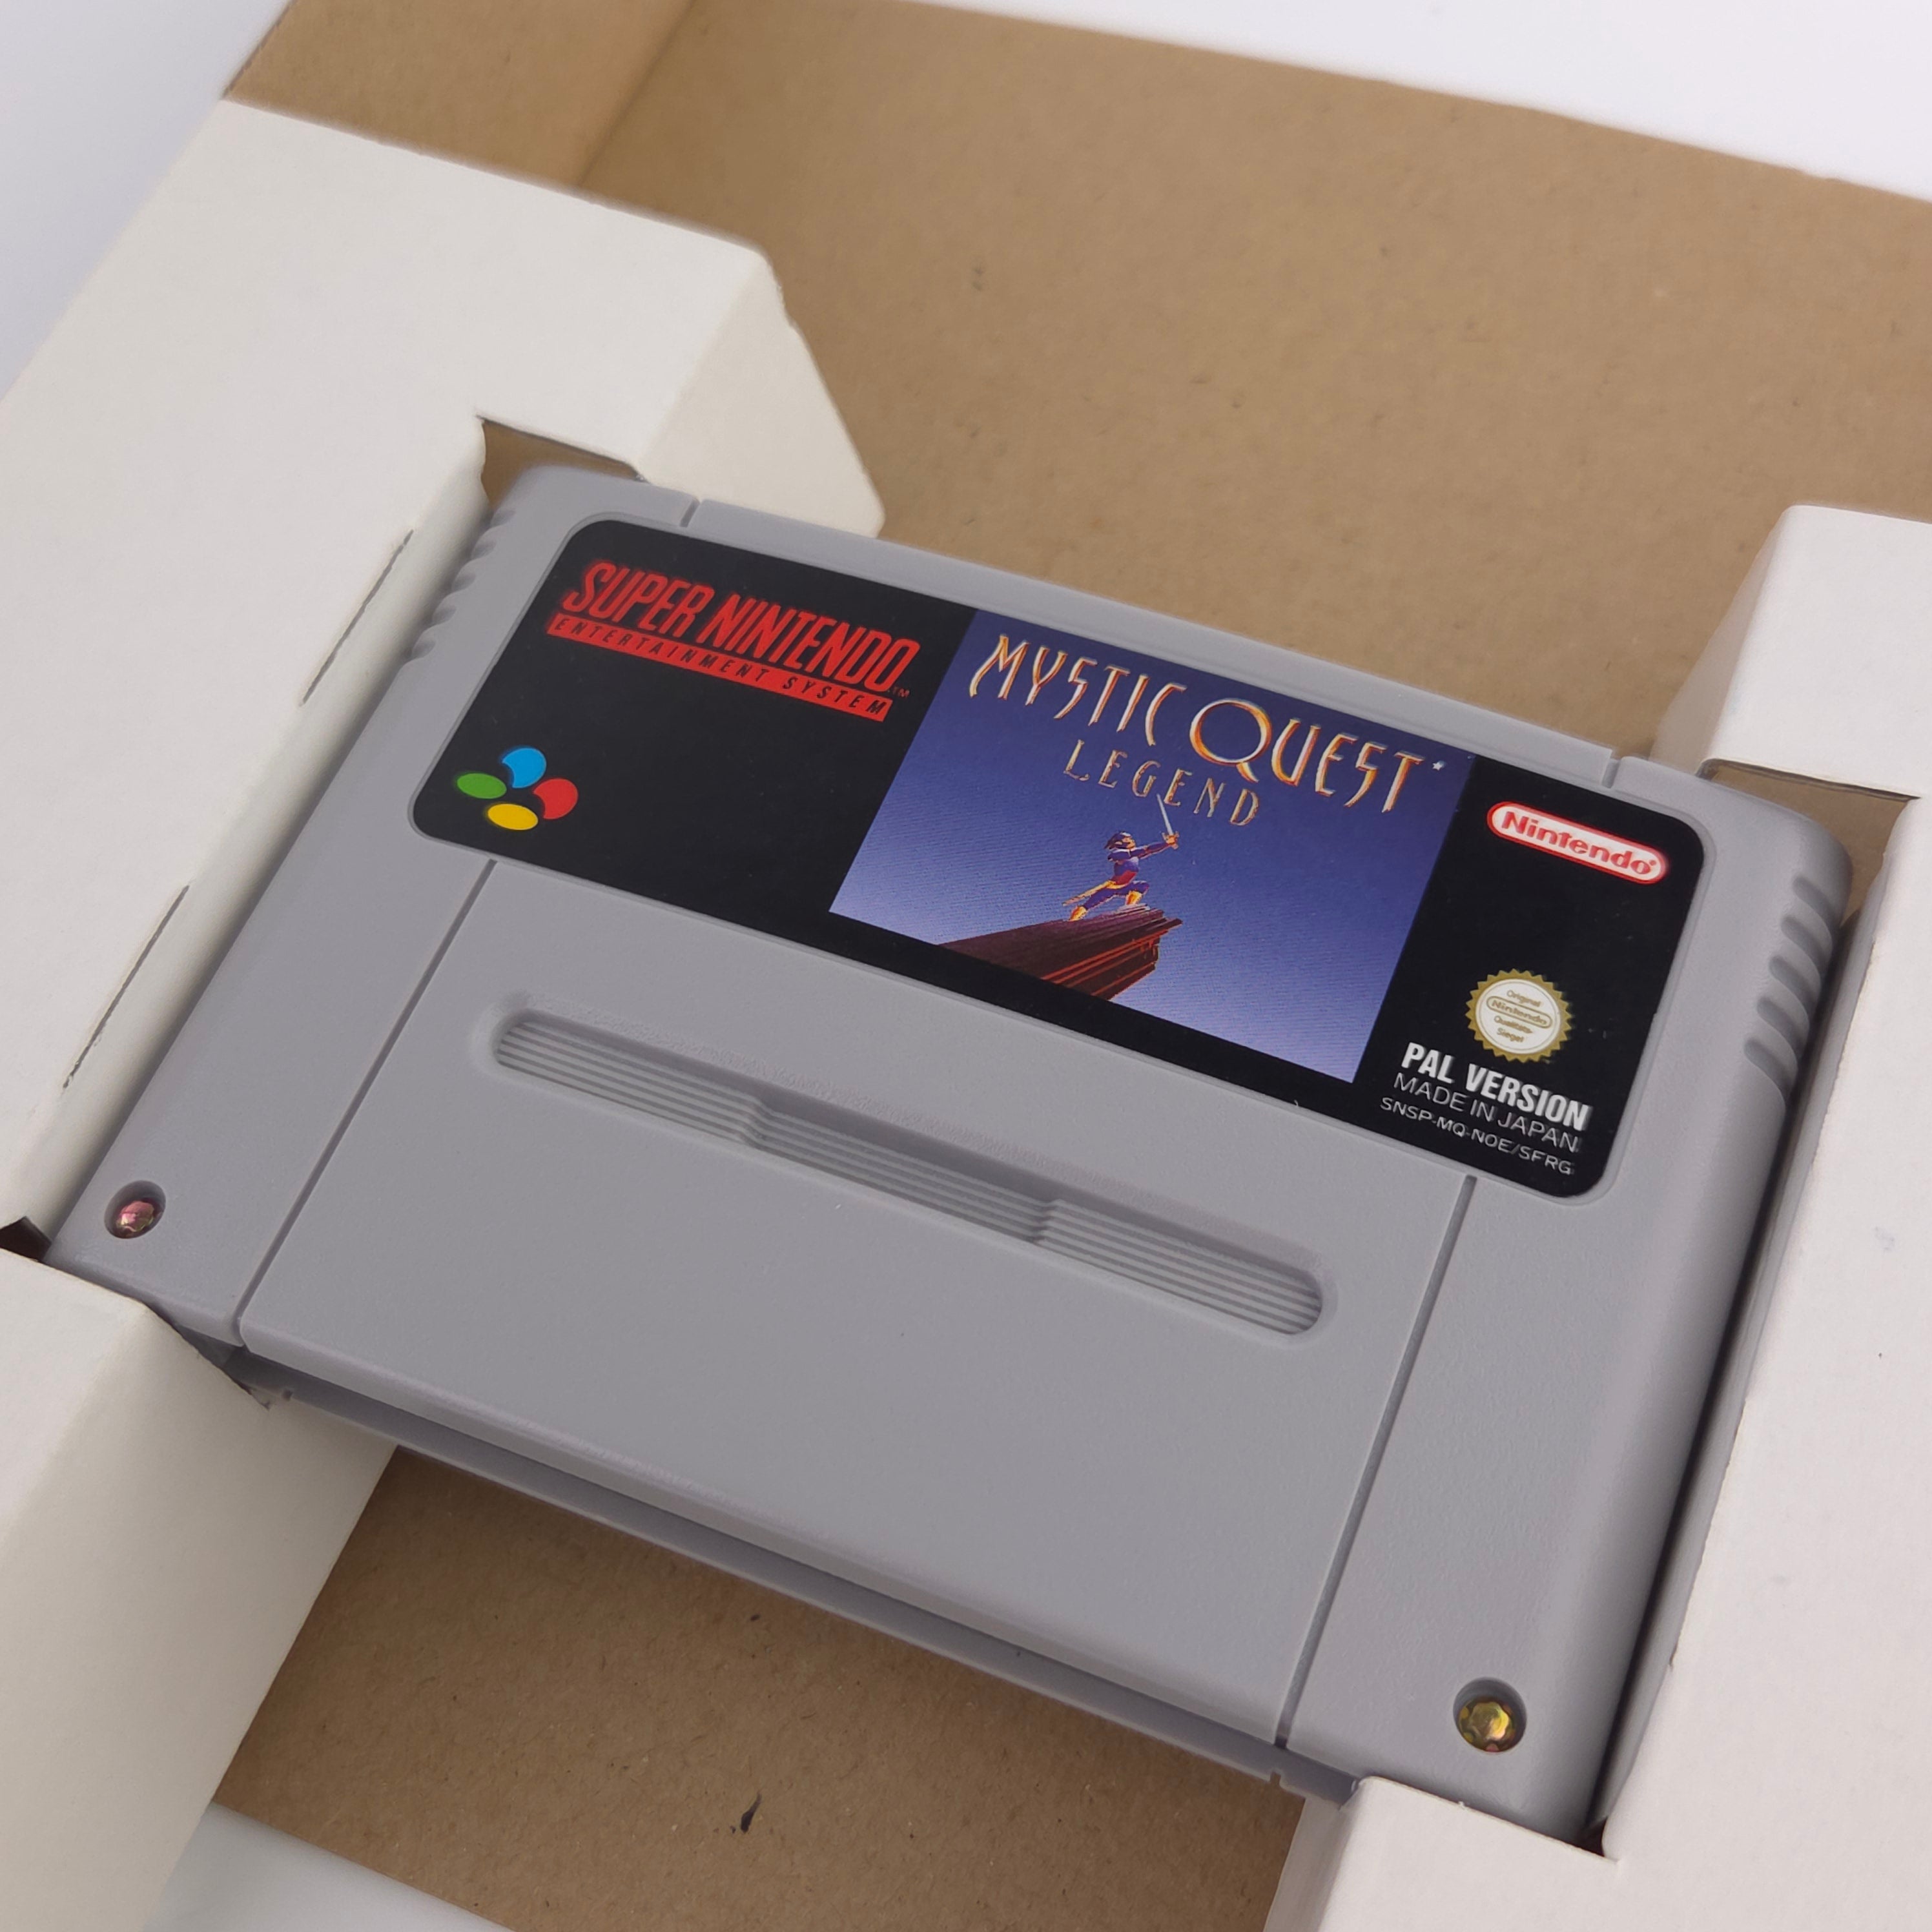 SUPER NINTENDO™
ENTERTAINMENT SYSTEM
MYSTIC QUEST
LEGEND
Nintendo®
Original
Nintendo
Qualitäts-
Siegel
PAL VERSION
MADE IN JAPAN
SNSP-MQ-NOE/SFRG